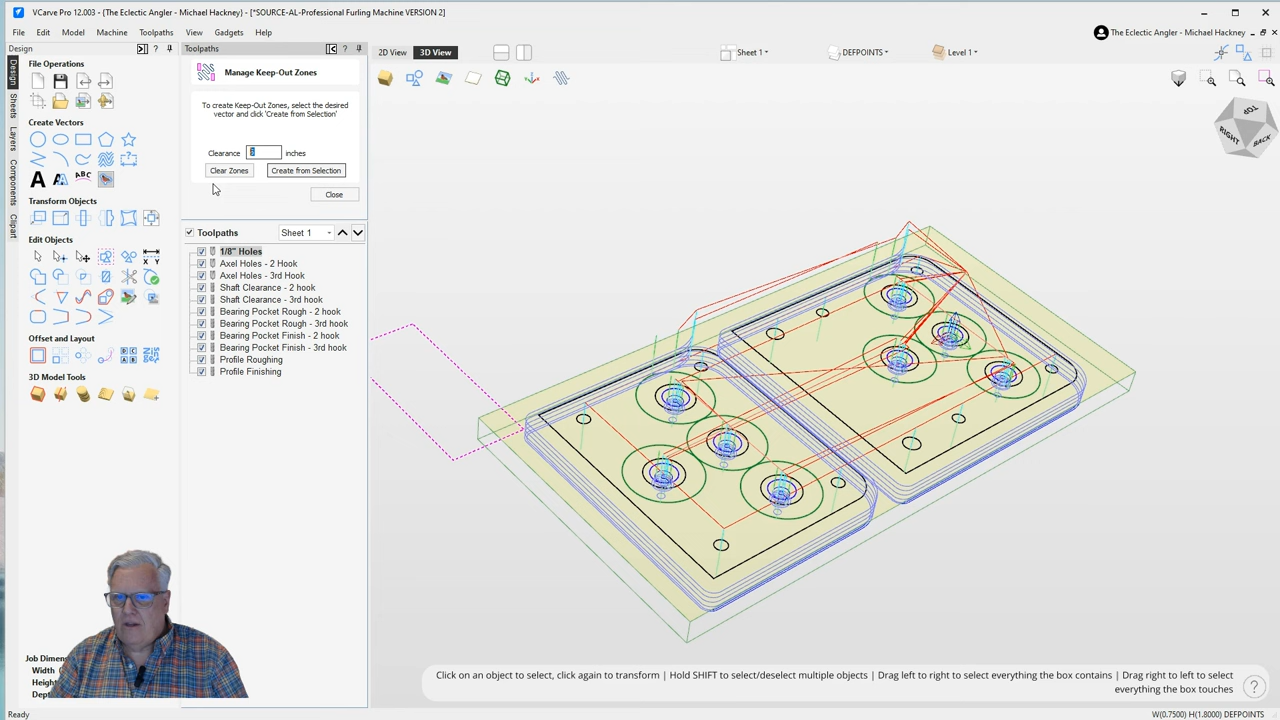 VCarve Pro 12.003 - {The Eclectic Angler - Michael Hackney} - [*SOURCE-AL-Professional Furling Machine VERSION 2]
File Edit Model Machine Toolpaths View Gadgets Help
The Eclectic Angler - Michael Hackney
Design
Toolpaths
2D View
3D View
Sheet 1
DEFPOINTS
Level 1
Design
Sheets
Layers
Components
Clipart
File Operations
Create Vectors
Transform Objects
Edit Objects
Offset and Layout
3D Model Tools
Job Dimen
Width (
Height
Dept
Manage Keep-Out Zones
To create Keep-Out Zones, select the desired
vector and click 'Create from Selection'
Clearance
inches
Clear Zones
Create from Selection
Close
Toolpaths
Sheet 1
1/8" Holes
Axel Holes - 2 Hook
Axel Holes - 3rd Hook
Shaft Clearance - 2 hook
Shaft Clearance - 3rd hook
Bearing Pocket Rough - 2 hook
Bearing Pocket Rough - 3rd hook
Bearing Pocket Finish - 2 hook
Bearing Pocket Finish - 3rd hook
Profile Roughing
Profile Finishing
TOP
RIGHT
BACK
Click on an object to select, click again to transform | Hold SHIFT to select/deselect multiple objects | Drag left to right to select everything the box contains | Drag right to left to select
everything the box touches
Ready
W(0.7500) H(1.8000) DEFPOINTS